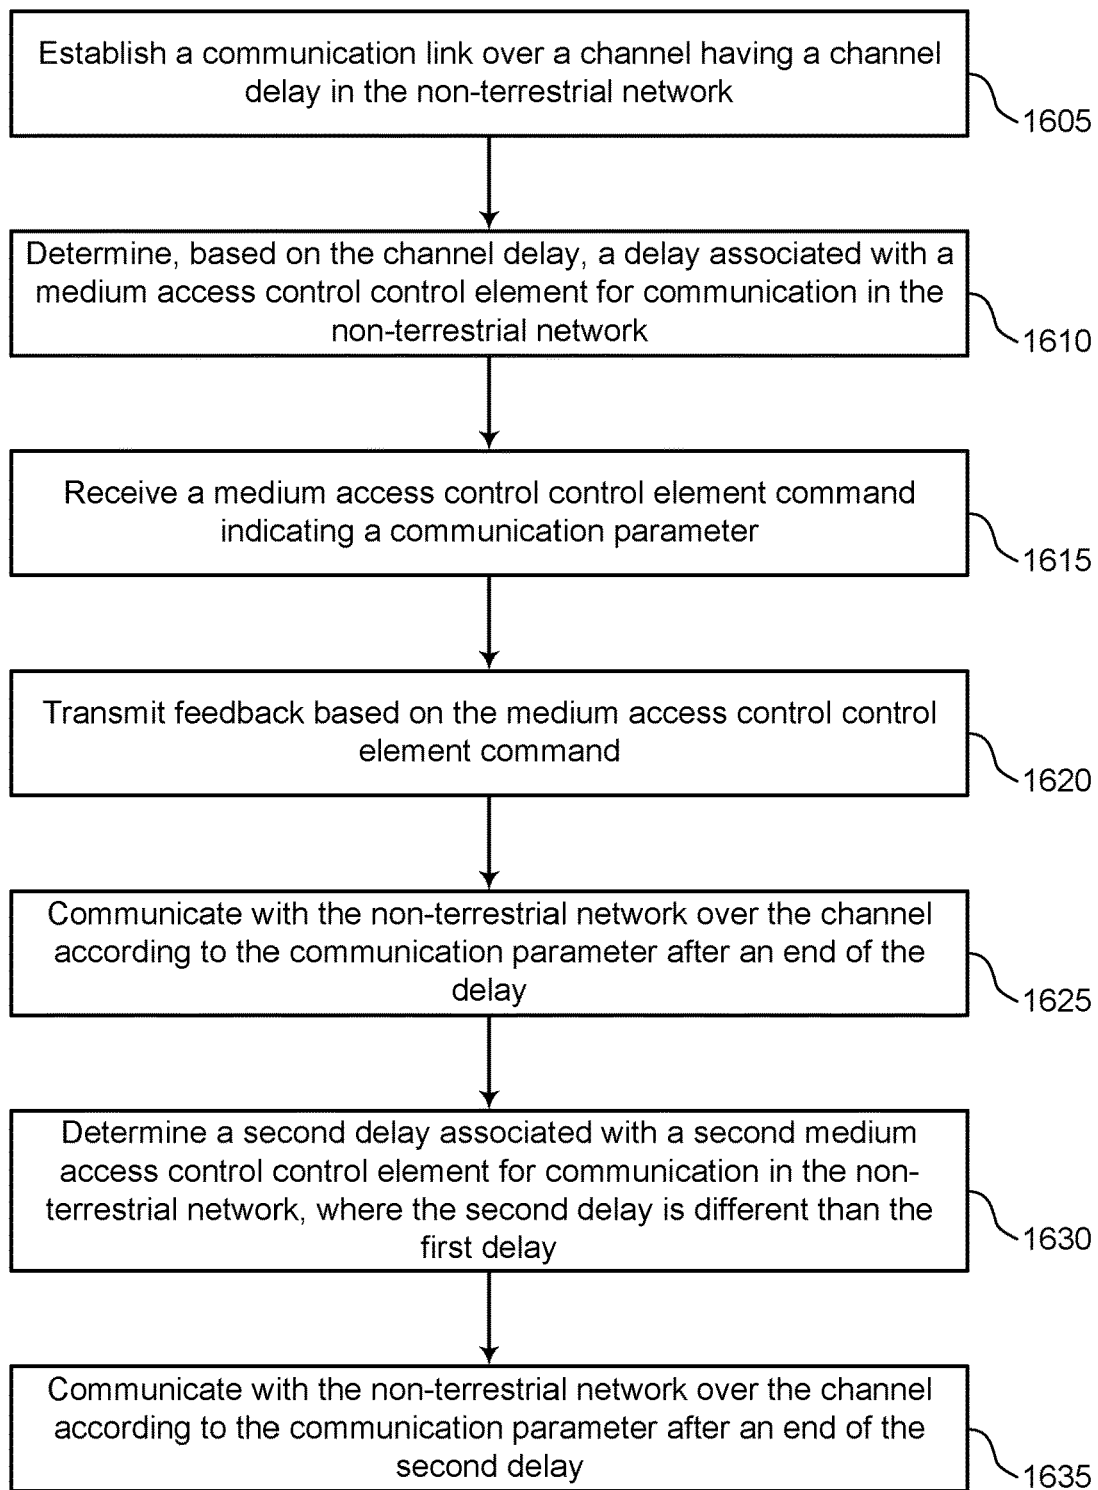 Establish a communication link over a channel having a channel
delay in the non-terrestrial network
1605
Determine, based on the channel delay, a delay associated with a
medium access control control element for communication in the
non-terrestrial network
1610
Receive a medium access control control element command
indicating a communication parameter
1615
Transmit feedback based on the medium access control control
element command
1620
Communicate with the non-terrestrial network over the channel
according to the communication parameter after an end of the
delay
1625
Determine a second delay associated with a second medium
access control control element for communication in the non-
terrestrial network, where the second delay is different than the
first delay
1630
Communicate with the non-terrestrial network over the channel
according to the communication parameter after an end of the
second delay
1635